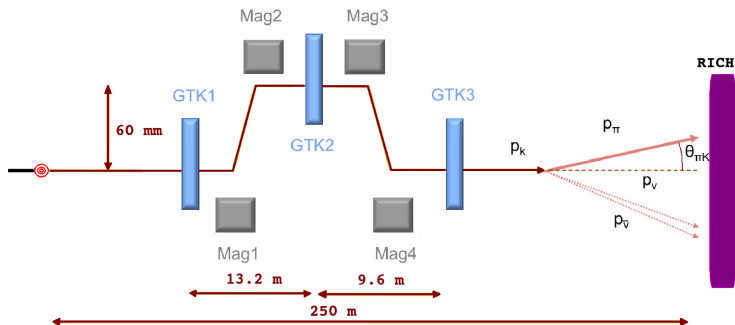 Mag2
Mag3
RICH
GTK1
GTK3
60 mm
GTK2
p_k
p_π
θ_πK
p_ν
p_ν̄
Mag1
Mag4
13.2 m
9.6 m
250 m